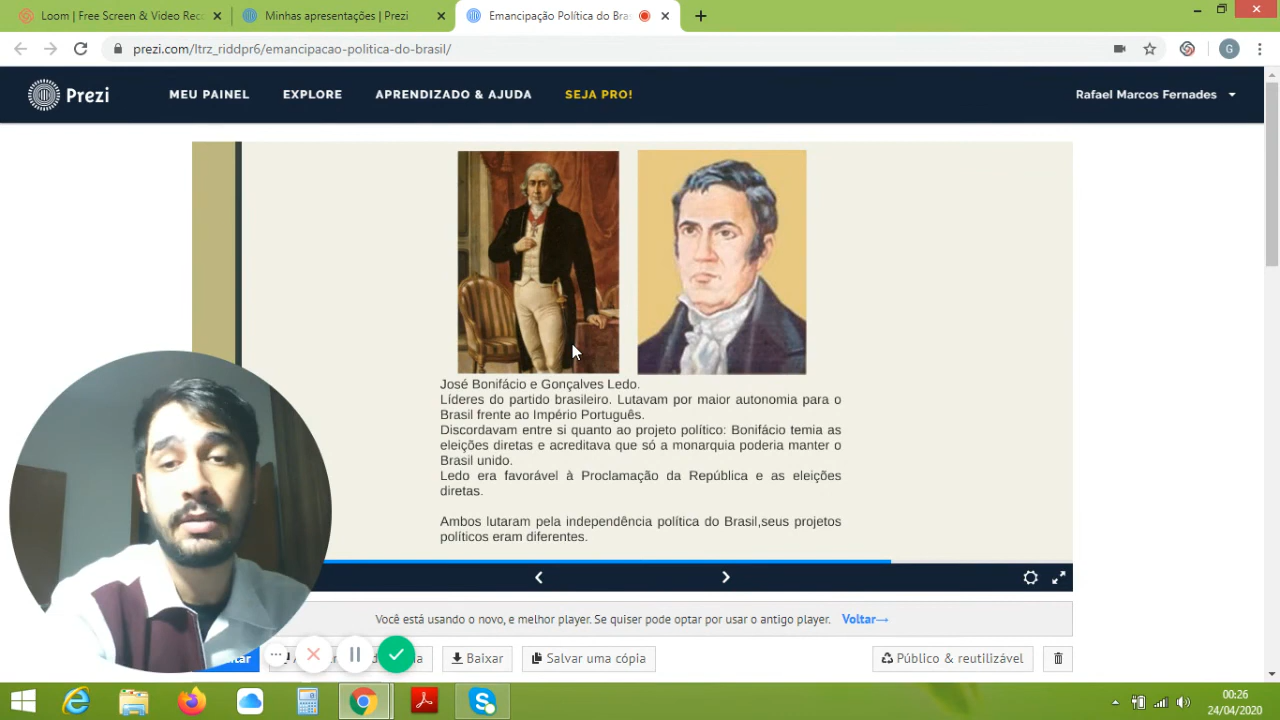 Loom | Free Screen & Video Reco
Minhas apresentações | Prezi
Emancipação Política do Bras
prezi.com/ltrz_riddpr6/emancipacao-politica-do-brasil/
G
Prezi
MEU PAINEL
EXPLORE
APRENDIZADO & AJUDA
SEJA PRO!
Rafael Marcos Fernades
José Bonifácio e Gonçalves Ledo.
Líderes do partido brasileiro. Lutavam por maior autonomia para o
Brasil frente ao Império Português.
Discordavam entre si quanto ao projeto político: Bonifácio temia as
eleições diretas e acreditava que só a monarquia poderia manter o
Brasil unido.
Ledo era favorável à Proclamação da República e as eleições
diretas.
Ambos lutaram pela independência política do Brasil,seus projetos
políticos eram diferentes.
Você está usando o novo, e melhor player. Se quiser pode optar por usar o antigo player. Voltar→
Baixar
Salvar uma cópia
Público & reutilizável
00:26
24/04/2020